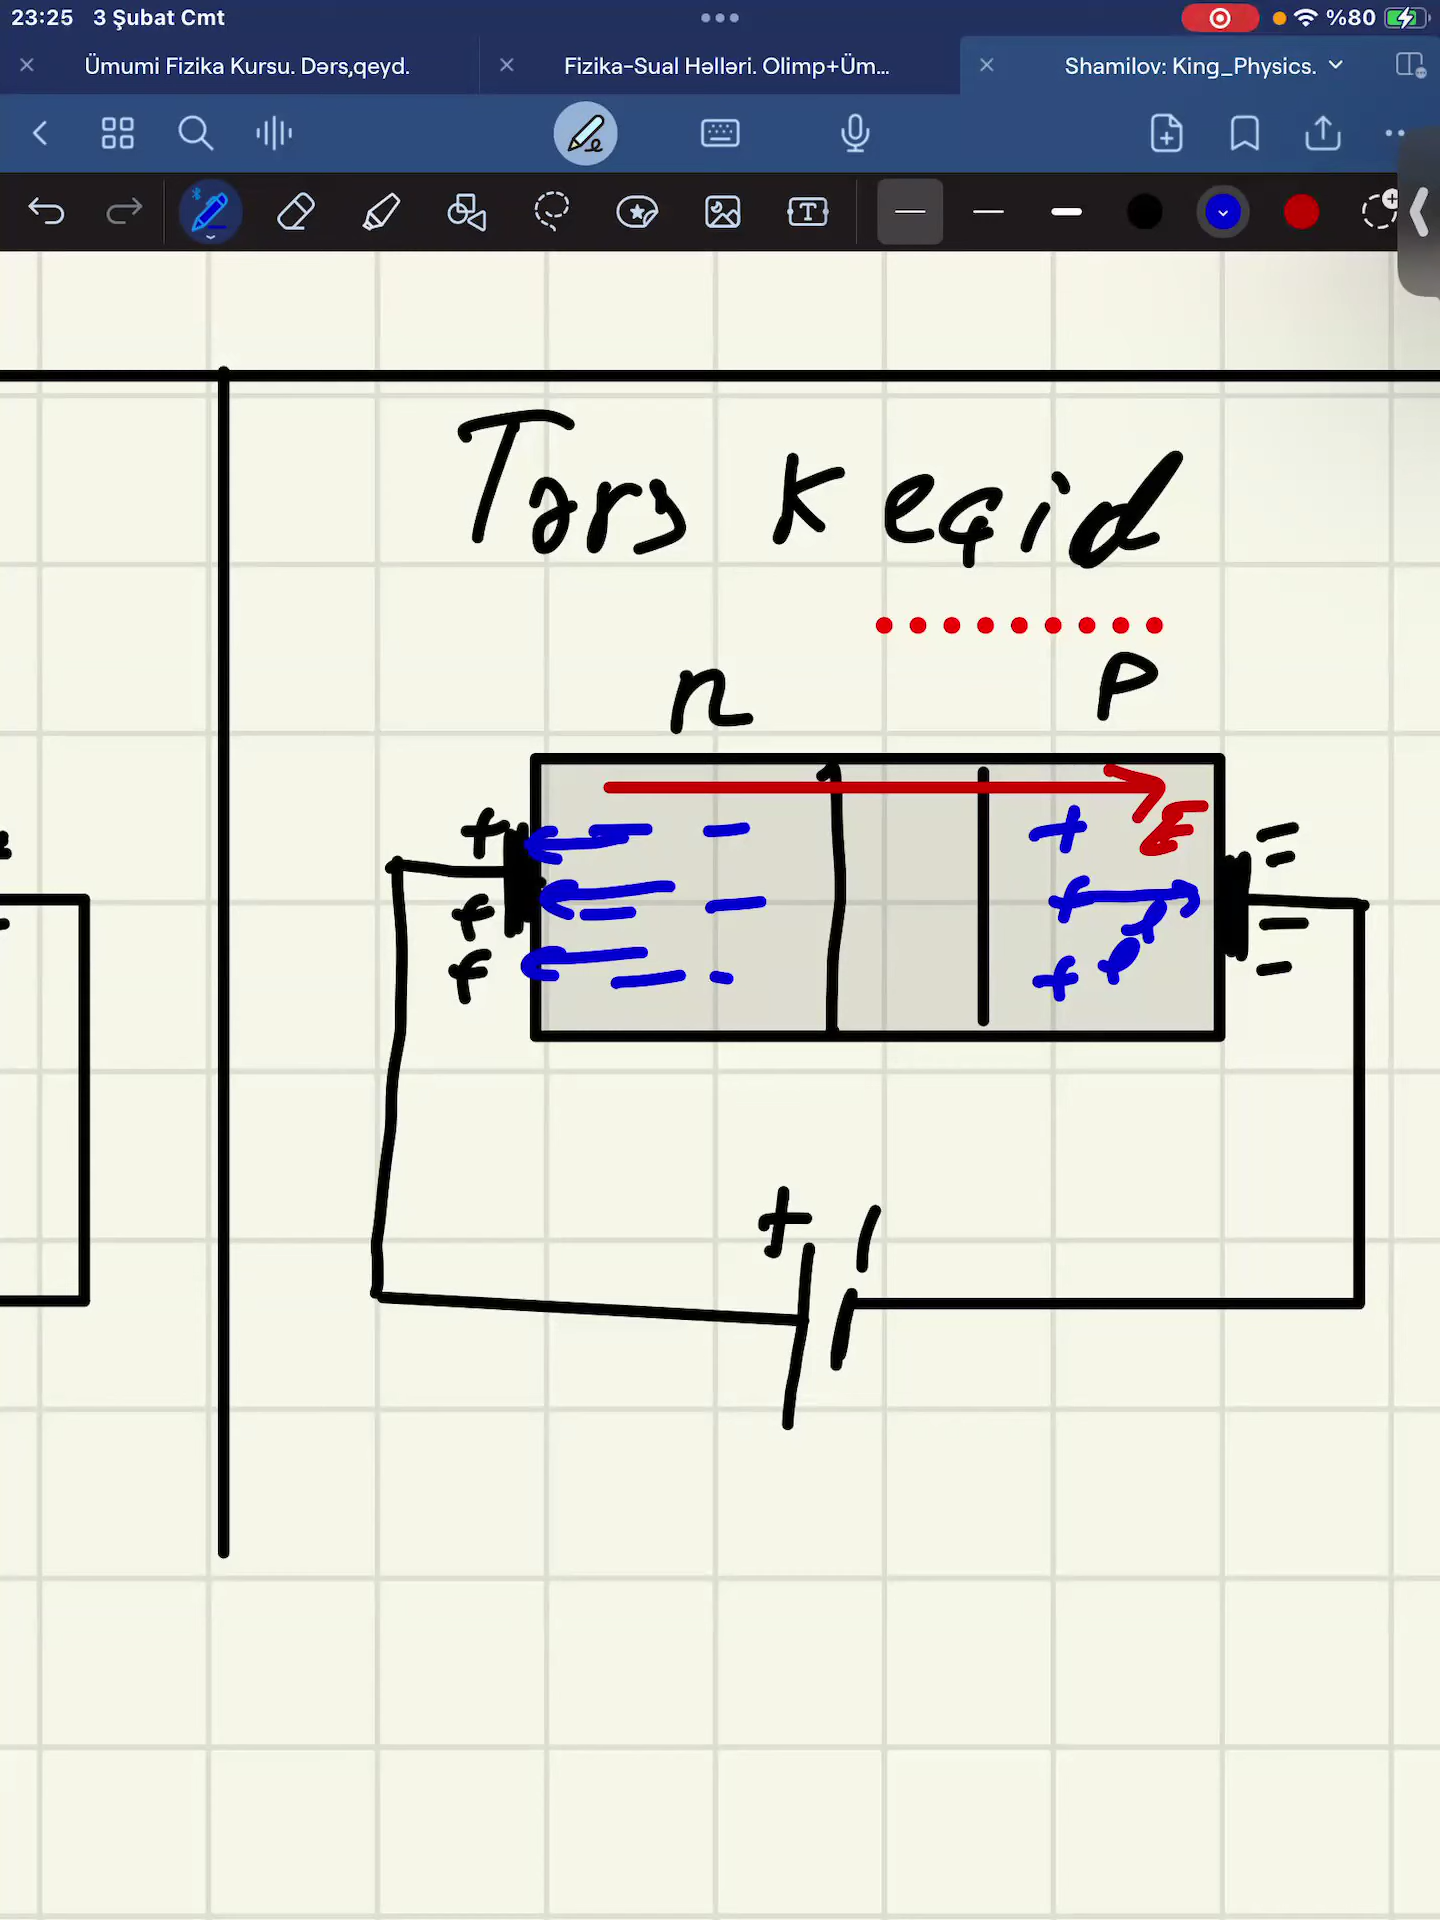 23:25 3 Şubat Cmt %80
Ümumi Fizika Kursu. Dərs,qeyd. Fizika-Sual Həlləri. Olimp+Üm... Shamilov: King_Physics.
Tərs keçid
n P
E
+ − − + −
+ − − + −
+ − − + −
+ −